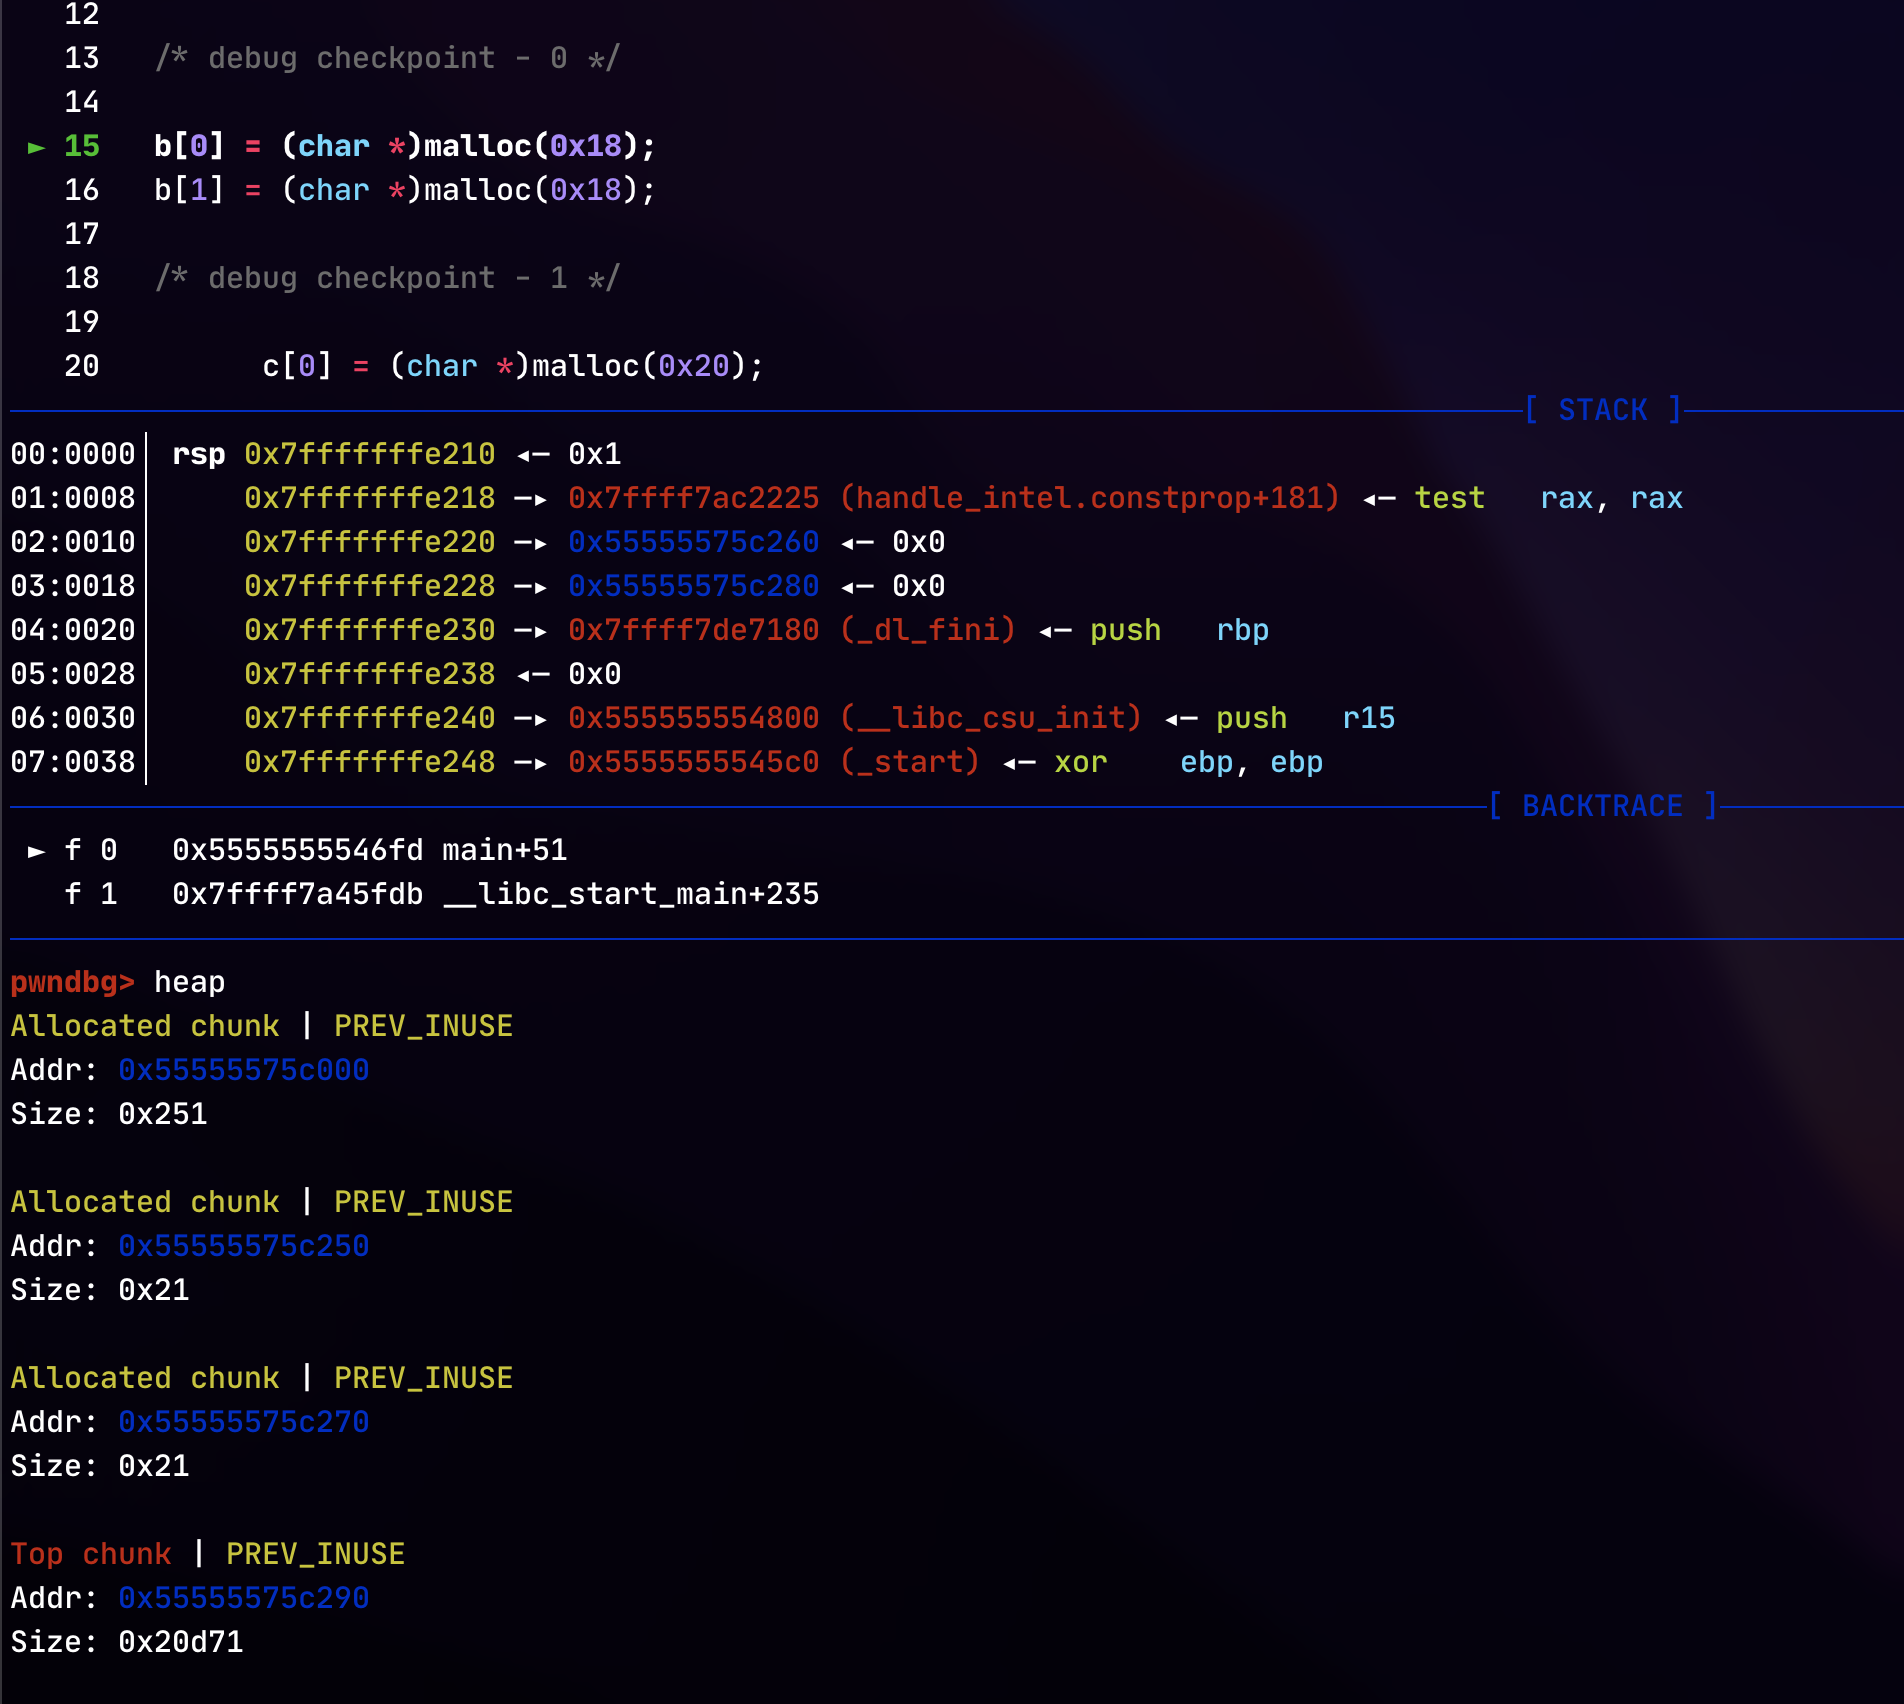 12
13 /* debug checkpoint - 0 */
14
► 15 b[0] = (char *)malloc(0x18);
16 b[1] = (char *)malloc(0x18);
17
18 /* debug checkpoint - 1 */
19
20 c[0] = (char *)malloc(0x20);
[ STACK ]
00:0000│ rsp 0x7fffffffe210 ◂— 0x1
01:0008│ 0x7fffffffe218 —▸ 0x7ffff7ac2225 (handle_intel.constprop+181) ◂— test rax, rax
02:0010│ 0x7fffffffe220 —▸ 0x55555575c260 ◂— 0x0
03:0018│ 0x7fffffffe228 —▸ 0x55555575c280 ◂— 0x0
04:0020│ 0x7fffffffe230 —▸ 0x7ffff7de7180 (_dl_fini) ◂— push rbp
05:0028│ 0x7fffffffe238 ◂— 0x0
06:0030│ 0x7fffffffe240 —▸ 0x555555554800 (__libc_csu_init) ◂— push r15
07:0038│ 0x7fffffffe248 —▸ 0x5555555545c0 (_start) ◂— xor ebp, ebp
[ BACKTRACE ]
► f 0 0x5555555546fd main+51
f 1 0x7ffff7a45fdb __libc_start_main+235
pwndbg> heap
Allocated chunk | PREV_INUSE
Addr: 0x55555575c000
Size: 0x251
Allocated chunk | PREV_INUSE
Addr: 0x55555575c250
Size: 0x21
Allocated chunk | PREV_INUSE
Addr: 0x55555575c270
Size: 0x21
Top chunk | PREV_INUSE
Addr: 0x55555575c290
Size: 0x20d71